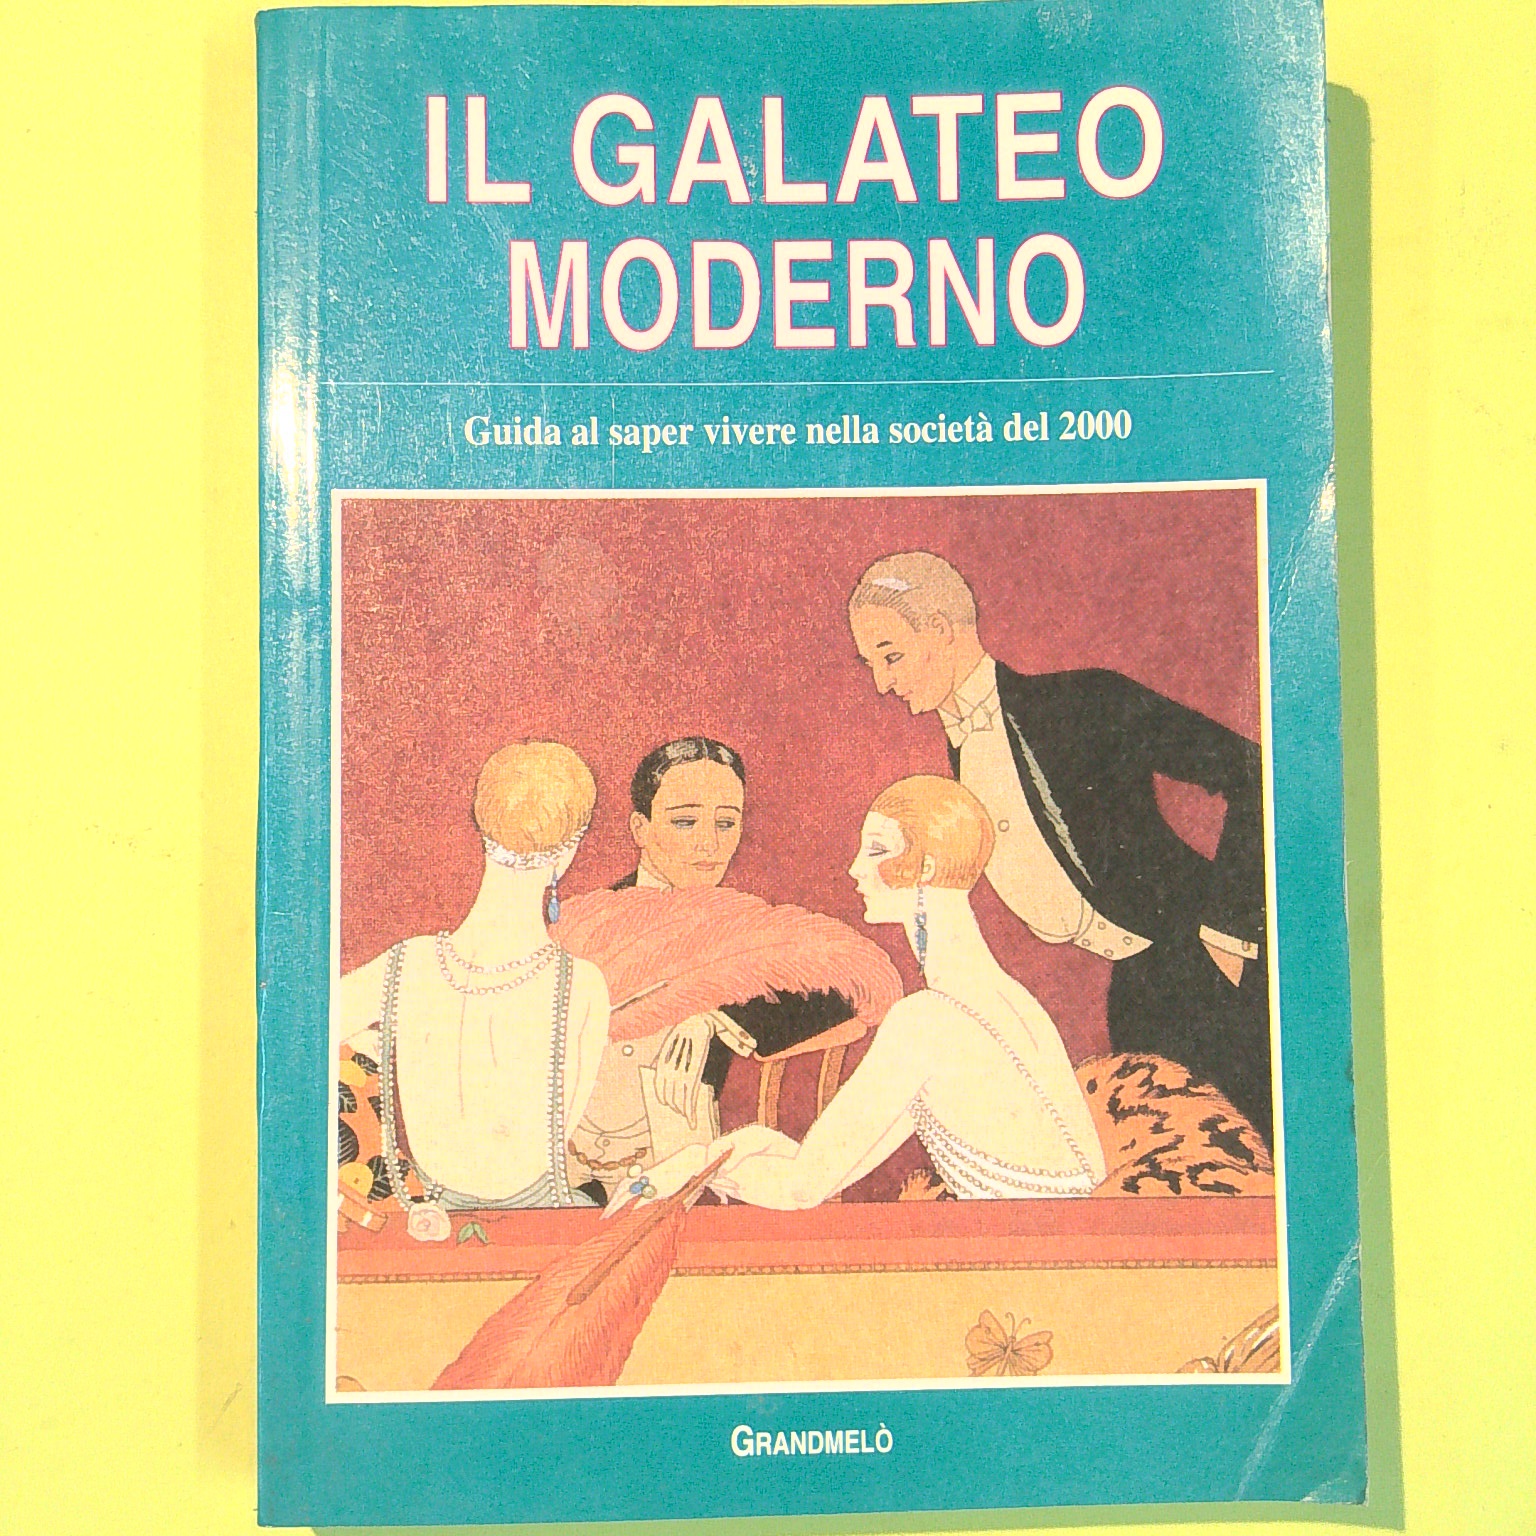 IL GALATEO
MODERNO
Guida al saper vivere nella società del 2000
GRANDMELÒ